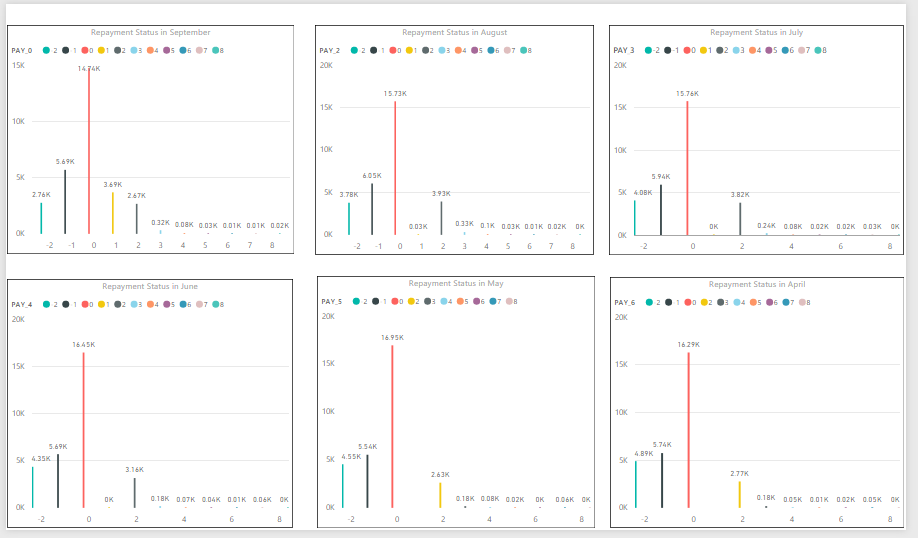 Repayment Status in September
PAY_0 -2 -1 0 1 2 3 4 5 6 7 8
15K
10K
5K
0K
2.76K 5.69K 14.74K 3.69K 2.67K 0.32K 0.08K 0.03K 0.01K 0.01K 0.02K
-2 -1 0 1 2 3 4 5 6 7 8
Repayment Status in August
PAY_2 -2 -1 0 1 2 3 4 5 6 7 8
20K
15K
10K
5K
0K
3.78K 6.05K 15.73K 0.03K 3.93K 0.33K 0.1K 0.03K 0.01K 0.02K 0K
-2 -1 0 1 2 3 4 5 6 7 8
Repayment Status in July
PAY_3 -2 -1 0 1 2 3 4 5 6 7 8
20K
15K
10K
5K
0K
4.08K 5.94K 15.76K 0K 3.82K 0.24K 0.08K 0.02K 0.02K 0.03K 0K
-2 0 2 4 6 8
Repayment Status in June
PAY_4 -2 -1 0 1 2 3 4 5 6 7 8
20K
15K
10K
5K
0K
4.35K 5.69K 16.45K 0K 3.16K 0.18K 0.07K 0.04K 0.01K 0.06K 0K
-2 0 2 4 6 8
Repayment Status in May
PAY_5 -2 -1 0 2 3 4 5 6 7 8
20K
15K
10K
5K
0K
4.55K 5.54K 16.95K 2.63K 0.18K 0.08K 0.02K 0K 0.06K 0K
-2 0 2 4 6 8
Repayment Status in April
PAY_6 -2 -1 0 2 3 4 5 6 7 8
20K
15K
10K
5K
0K
4.89K 5.74K 16.29K 2.77K 0.18K 0.05K 0.01K 0.02K 0.05K 0K
-2 0 2 4 6 8